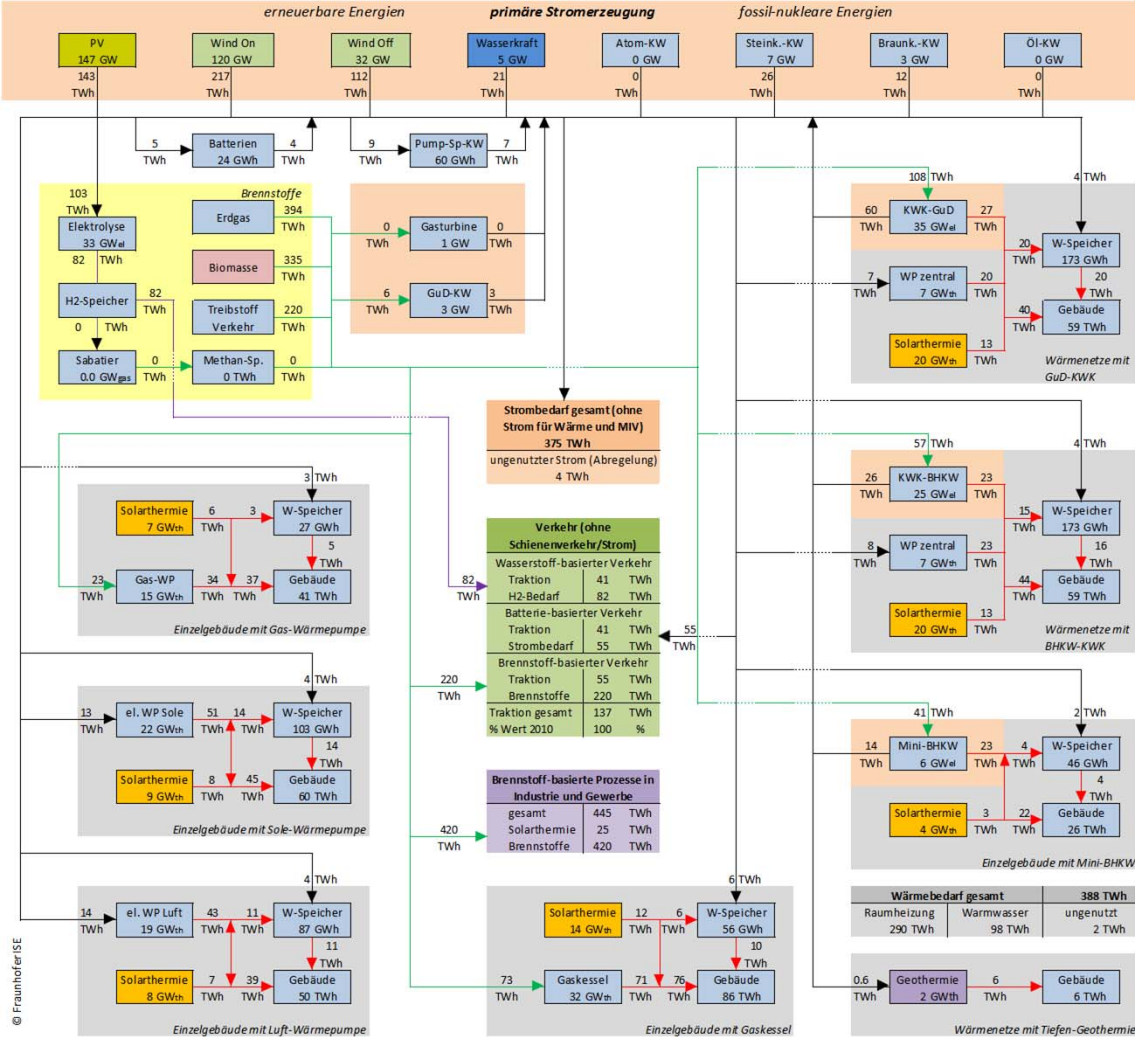 erneuerbare Energien
primäre Stromerzeugung
fossil-nukleare Energien
PV
147 GW
Wind On
120 GW
Wind Off
32 GW
Wasserkraft
5 GW
Atom-KW
0 GW
Steink.-KW
7 GW
Braunk.-KW
3 GW
Öl-KW
0 GW
143
TWh
217
TWh
112
TWh
21
TWh
0
TWh
26
TWh
12
TWh
0
TWh
5
TWh
Batterien
24 GWh
4
TWh
9
TWh
Pump-Sp-KW
60 GWh
7
TWh
103
TWh
Brennstoffe
Elektrolyse
33 GWel
82 TWh
H2-Speicher
82
TWh
0 TWh
Sabatier
0.0 GWgas
0
TWh
Erdgas
394
TWh
Biomasse
335
TWh
Treibstoff
Verkehr
220
TWh
Methan-Sp.
0 TWh
0
TWh
0
TWh
Gasturbine
1 GW
0
TWh
6
TWh
GuD-KW
3 GW
3
TWh
108 TWh
4 TWh
60
TWh
KWK-GuD
35 GWel
27
TWh
20
TWh
W-Speicher
173 GWh
7
TWh
WP zentral
7 GWth
20
TWh
20
TWh
40
TWh
Gebäude
59 TWh
Solarthermie
20 GWth
13
TWh
Wärmenetze mit
GuD-KWK
Strombedarf gesamt (ohne
Strom für Wärme und MIV)
375 TWh
ungenutzter Strom (Abregelung)
4 TWh
57 TWh
4 TWh
26
TWh
KWK-BHKW
25 GWel
23
TWh
15
TWh
W-Speicher
173 GWh
8
TWh
WP zentral
7 GWth
23
TWh
16
TWh
44
TWh
Gebäude
59 TWh
Solarthermie
20 GWth
13
TWh
Wärmenetze mit
BHKW-KWK
3 TWh
Solarthermie
7 GWth
6
TWh
3
W-Speicher
27 GWh
5
TWh
23
TWh
Gas-WP
15 GWth
34
TWh
37
TWh
Gebäude
41 TWh
Einzelgebäude mit Gas-Wärmepumpe
82
TWh
Verkehr (ohne
Schienenverkehr/Strom)
Wasserstoff-basierter Verkehr
Traktion 41 TWh
H2-Bedarf 82 TWh
Batterie-basierter Verkehr
Traktion 41 TWh
Strombedarf 55 TWh
Brennstoff-basierter Verkehr
Traktion 55 TWh
Brennstoffe 220 TWh
Traktion gesamt 137 TWh
% Wert 2010 100 %
55
TWh
220
TWh
4 TWh
13
TWh
el. WP Sole
22 GWth
51
TWh
14
TWh
W-Speicher
103 GWh
14
TWh
Solarthermie
9 GWth
8
TWh
45
TWh
Gebäude
60 TWh
Einzelgebäude mit Sole-Wärmepumpe
41 TWh
2 TWh
14
TWh
Mini-BHKW
6 GWel
23
TWh
4
TWh
W-Speicher
46 GWh
4
TWh
Solarthermie
4 GWth
3
TWh
22
TWh
Gebäude
26 TWh
Einzelgebäude mit Mini-BHKW
420
TWh
Brennstoff-basierte Prozesse in
Industrie und Gewerbe
gesamt 445 TWh
Solarthermie 25 TWh
Brennstoffe 420 TWh
4 TWh
14
TWh
el. WP Luft
19 GWth
43
TWh
11
TWh
W-Speicher
87 GWh
11
TWh
Solarthermie
8 GWth
7
TWh
39
TWh
Gebäude
50 TWh
Einzelgebäude mit Luft-Wärmepumpe
6 TWh
Solarthermie
14 GWth
12
TWh
6
TWh
W-Speicher
56 GWh
10
TWh
73
TWh
Gaskessel
32 GWth
71
TWh
76
TWh
Gebäude
86 TWh
Einzelgebäude mit Gaskessel
Wärmebedarf gesamt 388 TWh
Raumheizung Warmwasser ungenutzt
290 TWh 98 TWh 2 TWh
0.6
TWh
Geothermie
2 GWth
6
TWh
Gebäude
6 TWh
Wärmenetze mit Tiefen-Geothermie
© Fraunhofer ISE